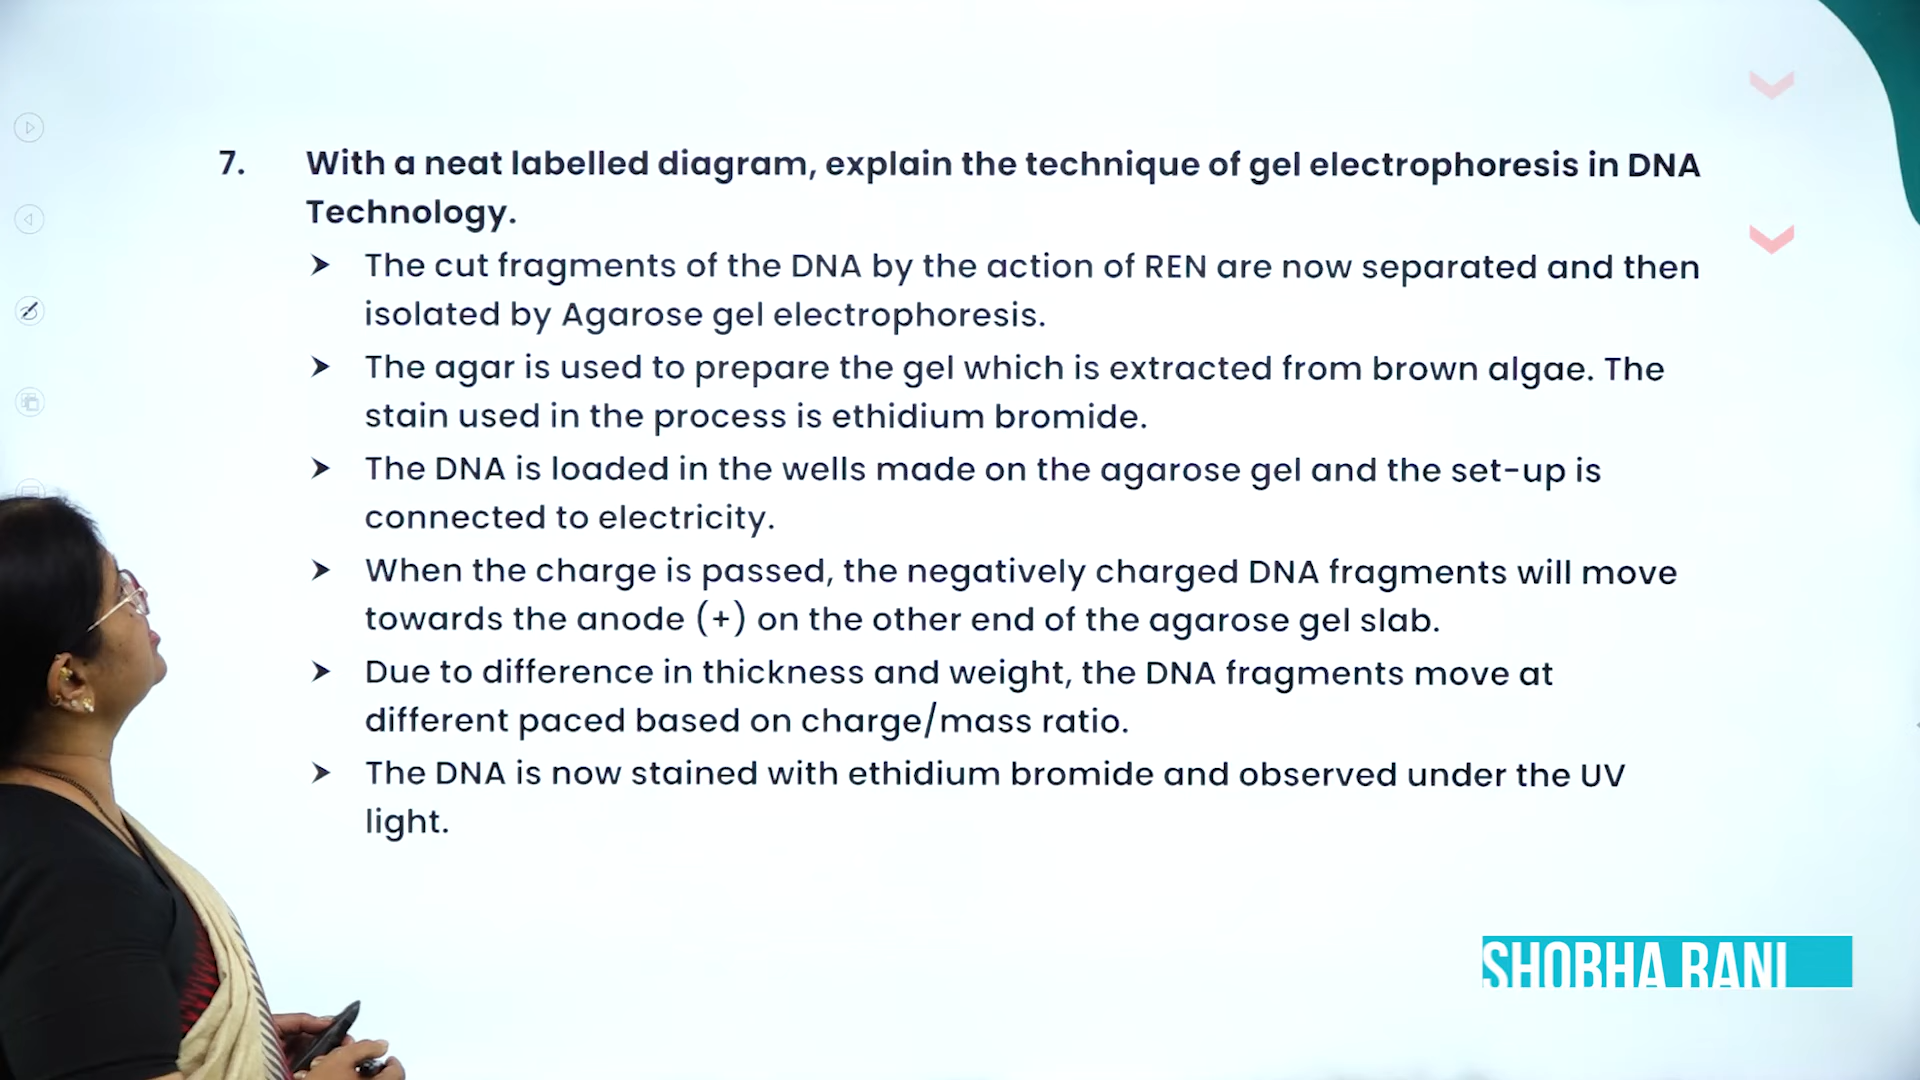 7. With a neat labelled diagram, explain the technique of gel electrophoresis in DNA
Technology.
➤ The cut fragments of the DNA by the action of REN are now separated and then
isolated by Agarose gel electrophoresis.
➤ The agar is used to prepare the gel which is extracted from brown algae. The
stain used in the process is ethidium bromide.
➤ The DNA is loaded in the wells made on the agarose gel and the set-up is
connected to electricity.
➤ When the charge is passed, the negatively charged DNA fragments will move
towards the anode (+) on the other end of the agarose gel slab.
➤ Due to difference in thickness and weight, the DNA fragments move at
different paced based on charge/mass ratio.
➤ The DNA is now stained with ethidium bromide and observed under the UV
light.
SHOBHA RANI